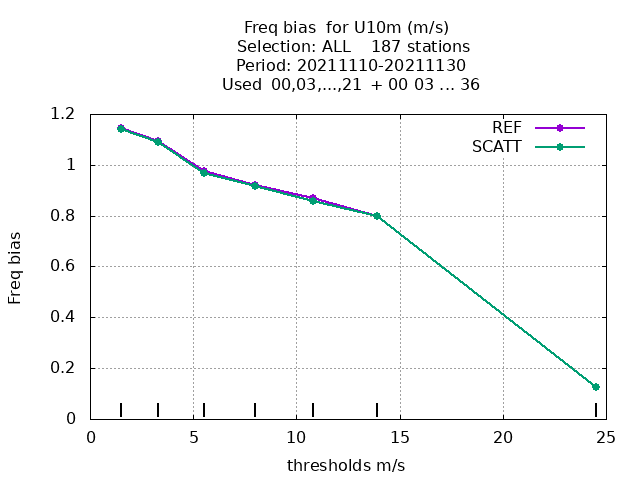 Freq bias  for U10m (m/s)
Selection: ALL    187 stations
Period: 20211110-20211130
Used  00,03,...,21  + 00 03 ... 36
REF
SCATT
1.2
1
0.8
0.6
0.4
0.2
0
Freq bias
0
5
10
15
20
25
thresholds m/s